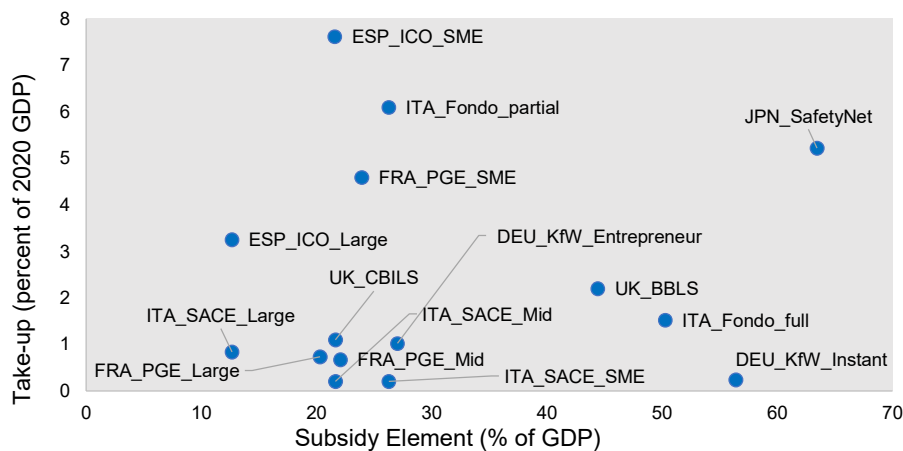 8
7
6
5
4
3
2
1
0
Take-up (percent of 2020 GDP)
ESP_ICO_SME
ITA_Fondo_partial
JPN_SafetyNet
FRA_PGE_SME
ESP_ICO_Large
DEU_KfW_Entrepreneur
UK_CBILS
UK_BBLS
ITA_SACE_Large
ITA_SACE_Mid
ITA_Fondo_full
FRA_PGE_Large
FRA_PGE_Mid
DEU_KfW_Instant
ITA_SACE_SME
0 10 20 30 40 50 60 70
Subsidy Element (% of GDP)